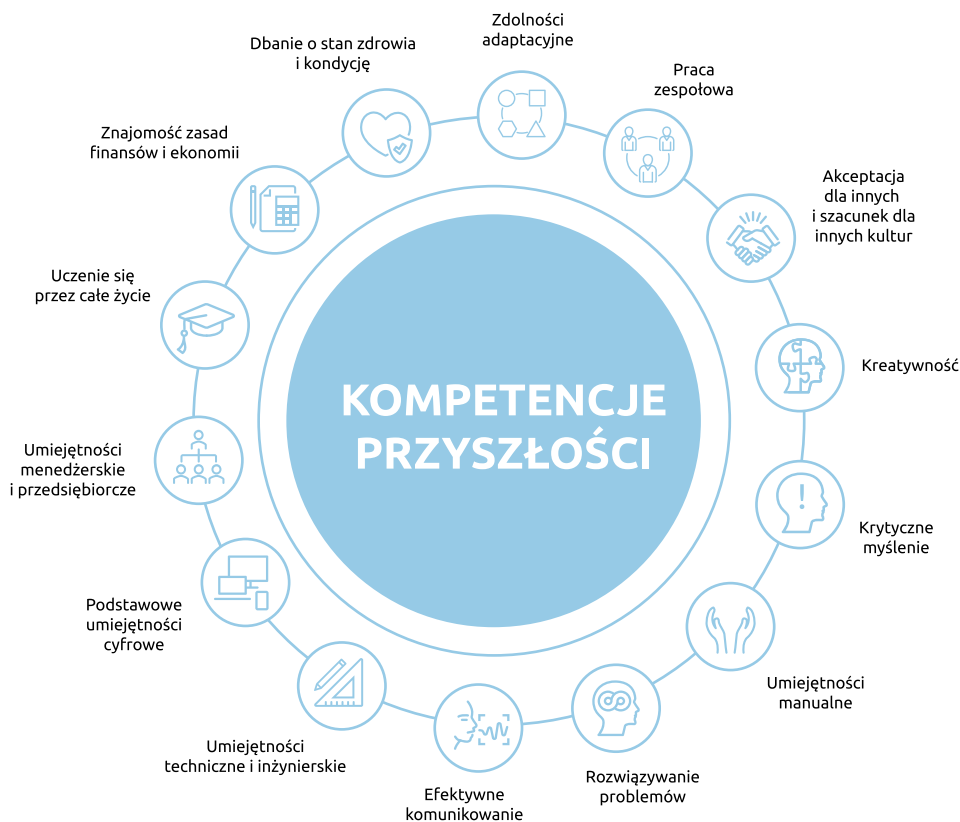 KOMPETENCJE
PRZYSZŁOŚCI
Zdolności
adaptacyjne
Praca
zespołowa
Akceptacja
dla innych
i szacunek dla
innych kultur
Kreatywność
Krytyczne
myślenie
Umiejętności
manualne
Rozwiązywanie
problemów
Efektywne
komunikowanie
Umiejętności
techniczne i inżynierskie
Podstawowe
umiejętności
cyfrowe
Umiejętności
menedżerskie
i przedsiębiorcze
Uczenie się
przez całe życie
Znajomość zasad
finansów i ekonomii
Dbanie o stan zdrowia
i kondycję